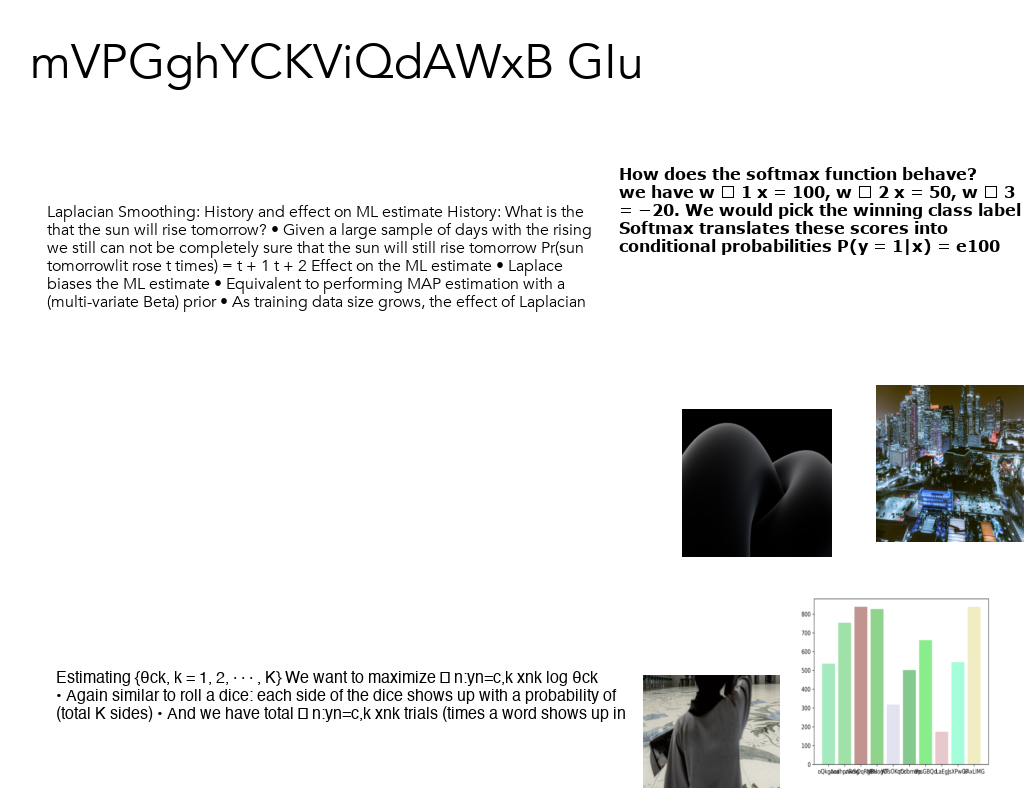 mVPGghYCKViQdAWxB Glu
How does the softmax function behave?
we have w □ 1 x = 100, w □ 2 x = 50, w □ 3
= −20. We would pick the winning class label
Softmax translates these scores into
conditional probabilities P(y = 1|x) = e100
Laplacian Smoothing: History and effect on ML estimate History: What is the
that the sun will rise tomorrow? • Given a large sample of days with the rising
we still can not be completely sure that the sun will still rise tomorrow Pr(sun
tomorrowlit rose t times) = t + 1 t + 2 Effect on the ML estimate • Laplace
biases the ML estimate • Equivalent to performing MAP estimation with a
(multi-variate Beta) prior • As training data size grows, the effect of Laplacian
Estimating {θck, k = 1, 2, · · · , K} We want to maximize □ n:yn=c,k xnk log θck
• Again similar to roll a dice: each side of the dice shows up with a probability of
(total K sides) • And we have total □ n:yn=c,k xnk trials (times a word shows up in
800
700
600
500
400
300
200
100
0